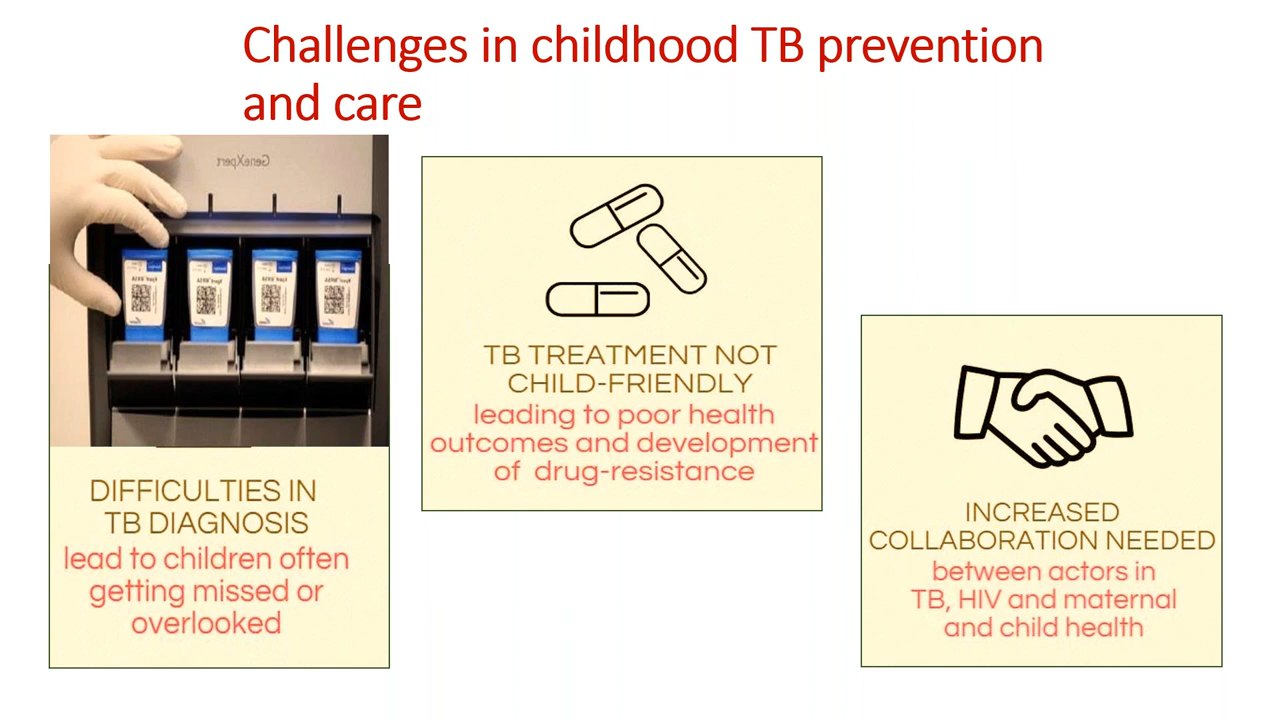 Challenges in childhood TB prevention
and care
GeneXpert
DIFFICULTIES IN
TB DIAGNOSIS
lead to children often
getting missed or
overlooked
TB TREATMENT NOT
CHILD-FRIENDLY
leading to poor health
outcomes and development
of drug-resistance
INCREASED
COLLABORATION NEEDED
between actors in
TB, HIV and maternal
and child health